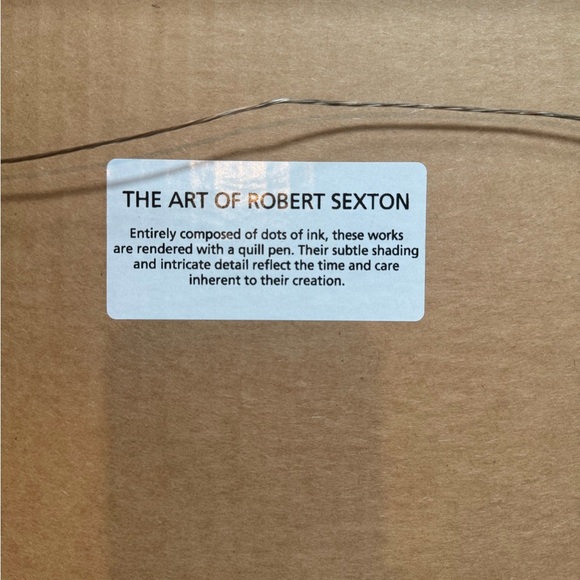 THE ART OF ROBERT SEXTON
Entirely composed of dots of ink, these works
are rendered with a quill pen. Their subtle shading
and intricate detail reflect the time and care
inherent to their creation.